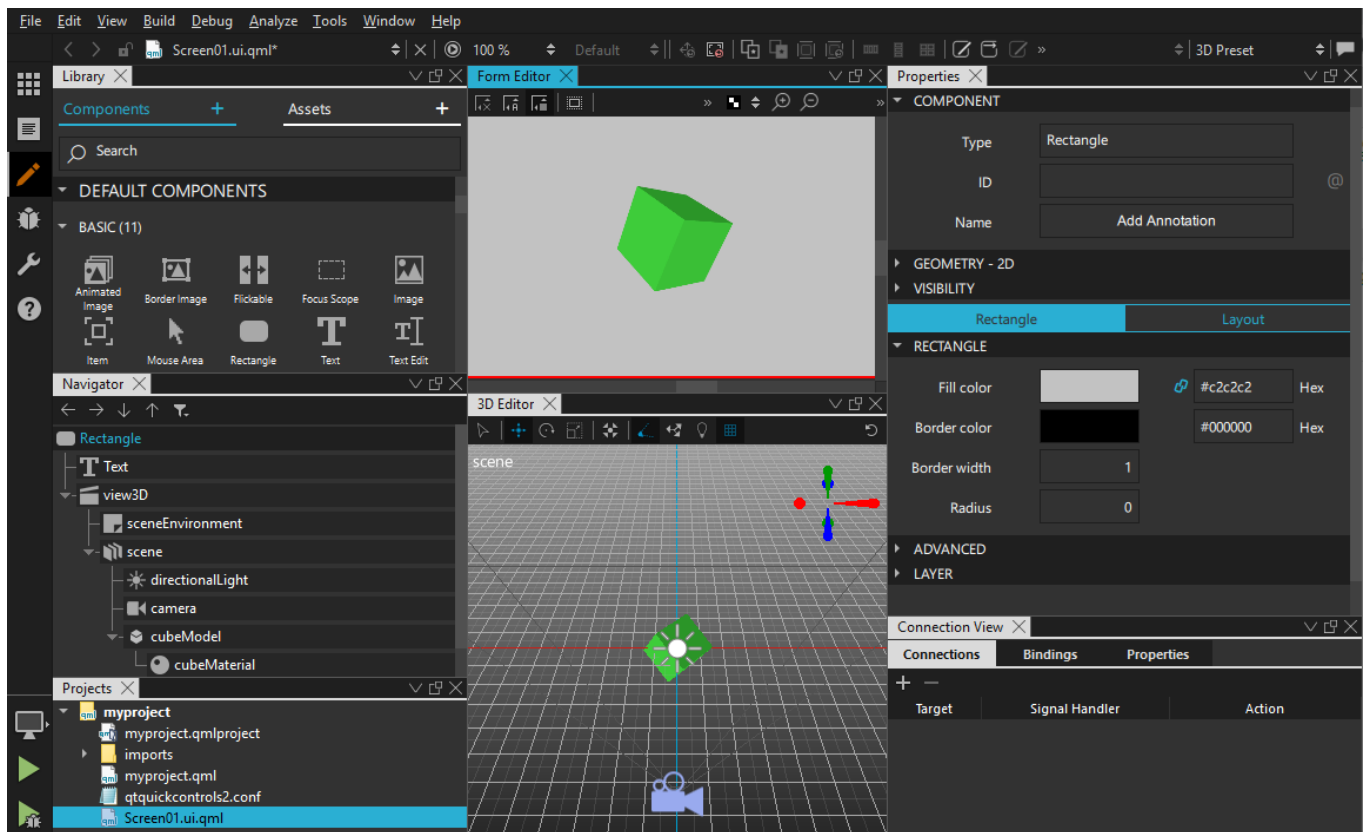 File Edit View Build Debug Analyze Tools Window Help
Screen01.ui.qml* 100 % Default » 3D Preset
Library
Components + Assets +
Search
DEFAULT COMPONENTS
BASIC (11)
Animated Image Border Image Flickable Focus Scope Image
Item Mouse Area Rectangle Text Text Edit
Navigator
Rectangle
Text
view3D
sceneEnvironment
scene
directionalLight
camera
cubeModel
cubeMaterial
Projects
myproject
myproject.qmlproject
imports
myproject.qml
qtquickcontrols2.conf
Screen01.ui.qml
Form Editor
3D Editor
scene
Properties
COMPONENT
Type Rectangle
ID @
Name Add Annotation
GEOMETRY - 2D
VISIBILITY
Rectangle Layout
RECTANGLE
Fill color #c2c2c2 Hex
Border color #000000 Hex
Border width 1
Radius 0
ADVANCED
LAYER
Connection View
Connections Bindings Properties
Target Signal Handler Action